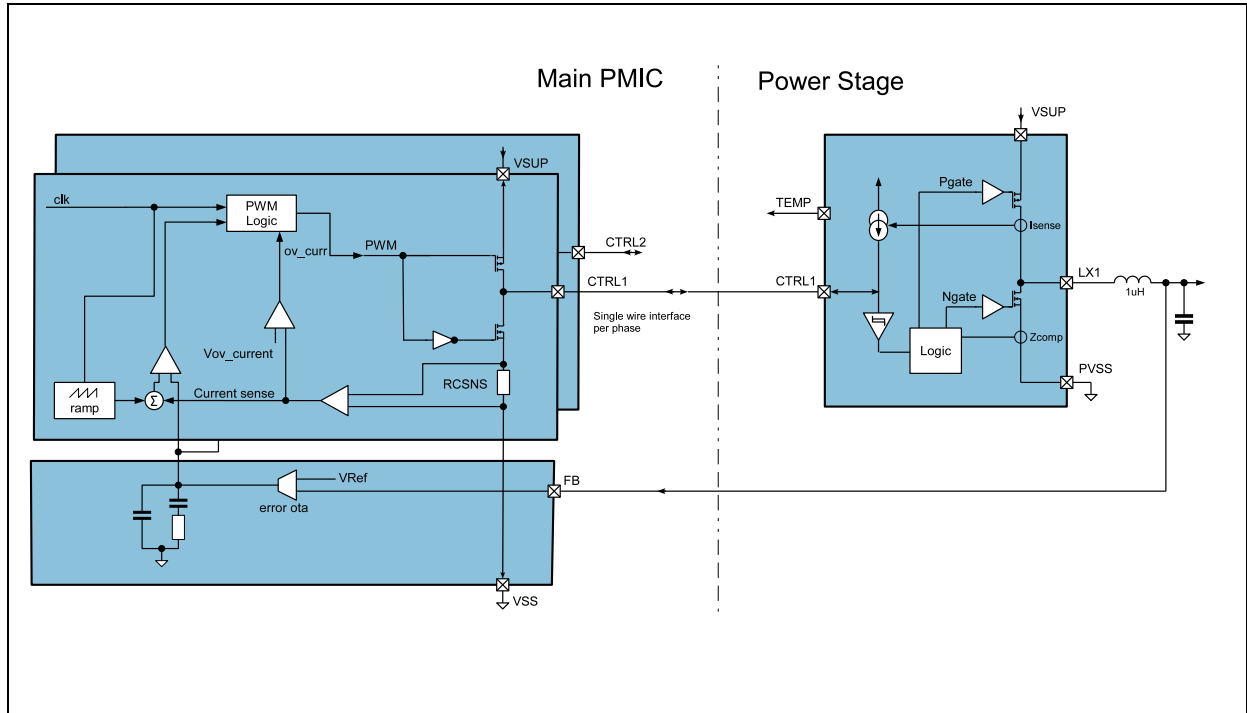 Main PMIC
Power Stage
VSUP
VSUP
clk
PWM
Logic
Pgate
TEMP
ov_curr
PWM
Isense
CTRL2
CTRL1
CTRL1
LX1
1uH
Single wire interface
per phase
Ngate
Vov_current
Logic
Zcomp
RCSNS
PVSS
Current sense
Σ
ramp
VRef
FB
error ota
VSS